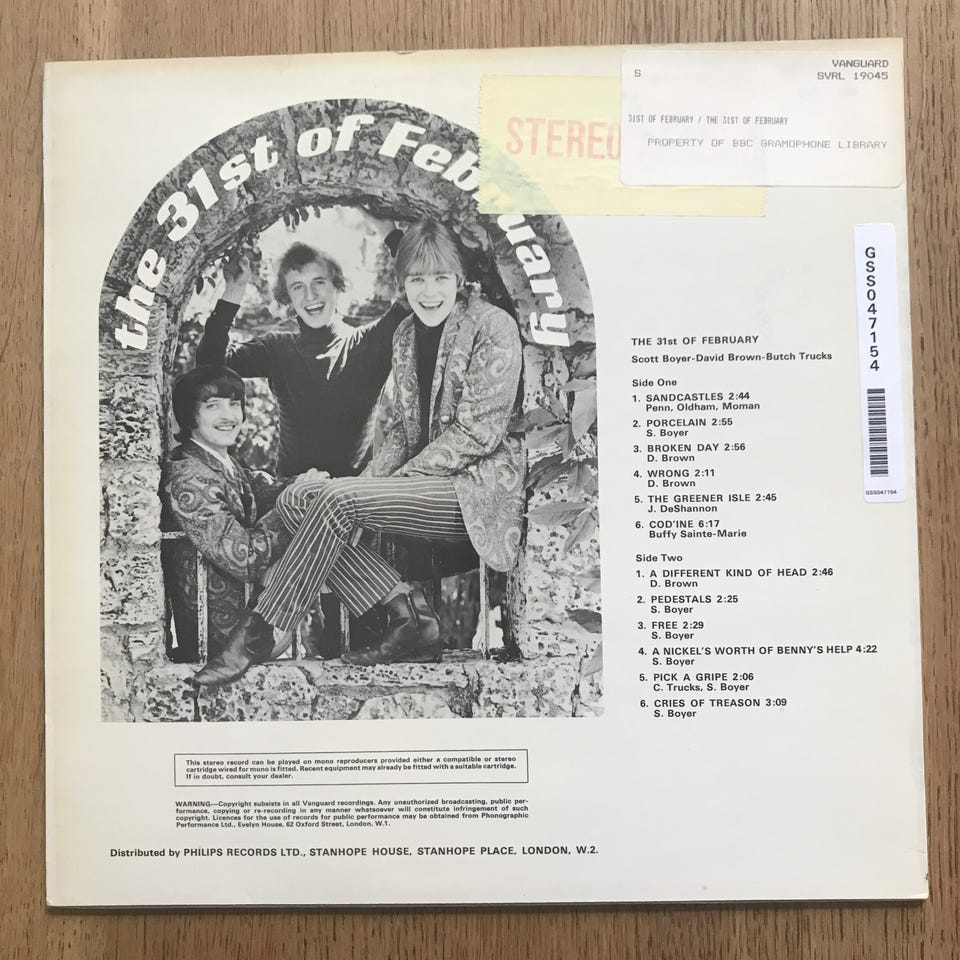 the 31st of February
STEREO
S
VANGUARD
SVRL 19045
31ST OF FEBRUARY / THE 31ST OF FEBRUARY
PROPERTY OF BBC GRAMOPHONE LIBRARY
GSS047154
GSS047154
THE 31st OF FEBRUARY
Scott Boyer-David Brown-Butch Trucks
Side One
1. SANDCASTLES 2:44
Penn, Oldham, Moman
2. PORCELAIN 2:55
S. Boyer
3. BROKEN DAY 2:56
D. Brown
4. WRONG 2:11
D. Brown
5. THE GREENER ISLE 2:45
J. DeShannon
6. COD'INE 6:17
Buffy Sainte-Marie
Side Two
1. A DIFFERENT KIND OF HEAD 2:46
D. Brown
2. PEDESTALS 2:25
S. Boyer
3. FREE 2:29
S. Boyer
4. A NICKEL'S WORTH OF BENNY'S HELP 4:22
S. Boyer
5. PICK A GRIPE 2:06
C. Trucks, S. Boyer
6. CRIES OF TREASON 3:09
S. Boyer
This stereo record can be played on mono reproducers provided either a compatible or stereo
cartridge wired for mono is fitted. Recent equipment may already be fitted with a suitable cartridge.
If in doubt, consult your dealer.
WARNING—Copyright subsists in all Vanguard recordings. Any unauthorized broadcasting, public per-
formance, copying or re-recording in any manner whatsoever will constitute infringement of such
copyright. Licences for the use of records for public performance may be obtained from Phonographic
Performance Ltd., Evelyn House, 62 Oxford Street, London, W.1.
Distributed by PHILIPS RECORDS LTD., STANHOPE HOUSE, STANHOPE PLACE, LONDON, W.2.